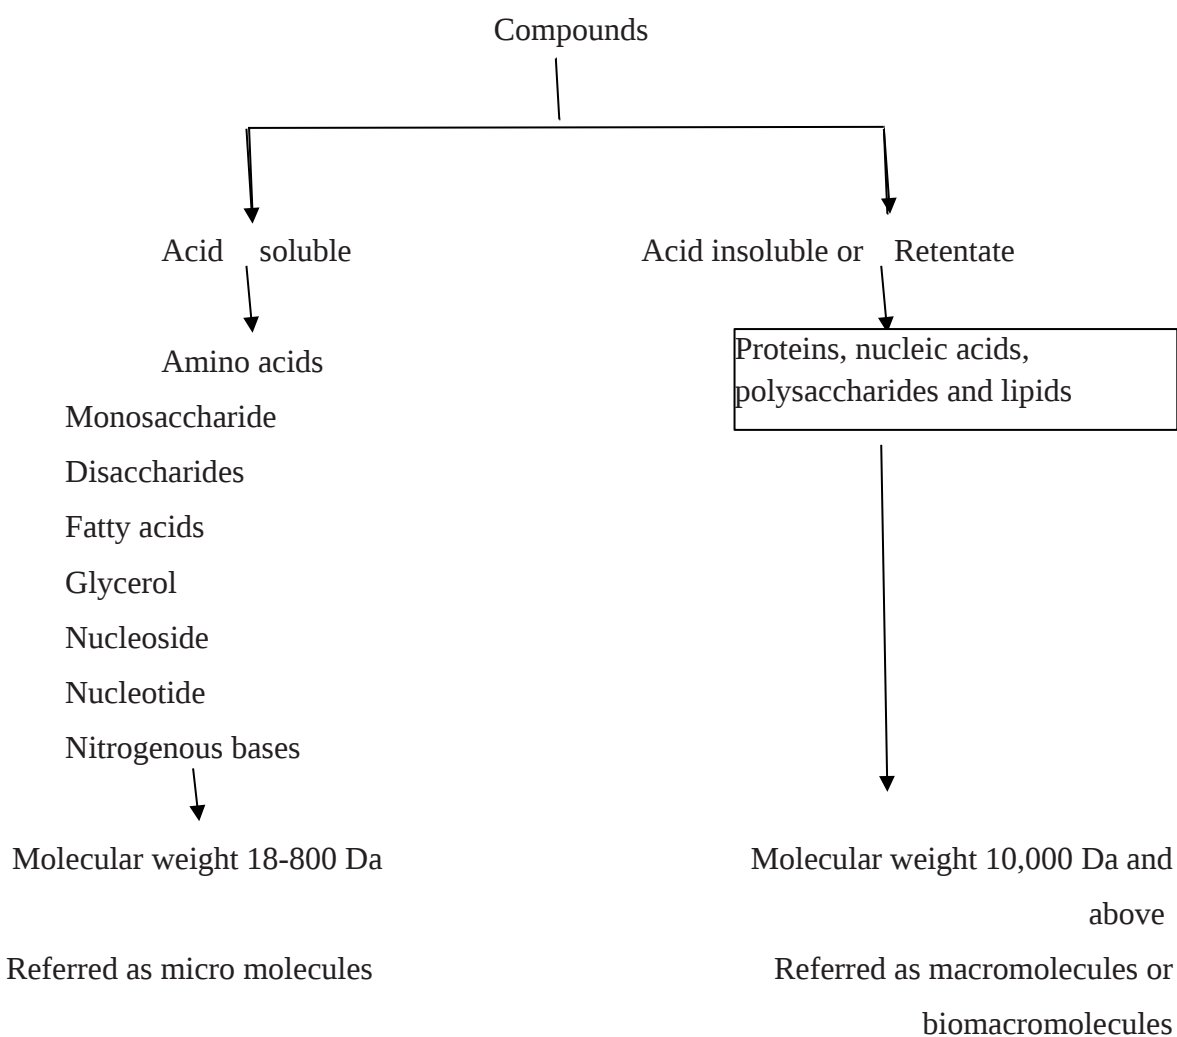 Compounds
Acid soluble
Acid insoluble or Retentate
Amino acids
Monosaccharide
Disaccharides
Fatty acids
Glycerol
Nucleoside
Nucleotide
Nitrogenous bases
Proteins, nucleic acids,
polysaccharides and lipids
Molecular weight 18-800 Da
Molecular weight 10,000 Da and
above
Referred as micro molecules
Referred as macromolecules or
biomacromolecules